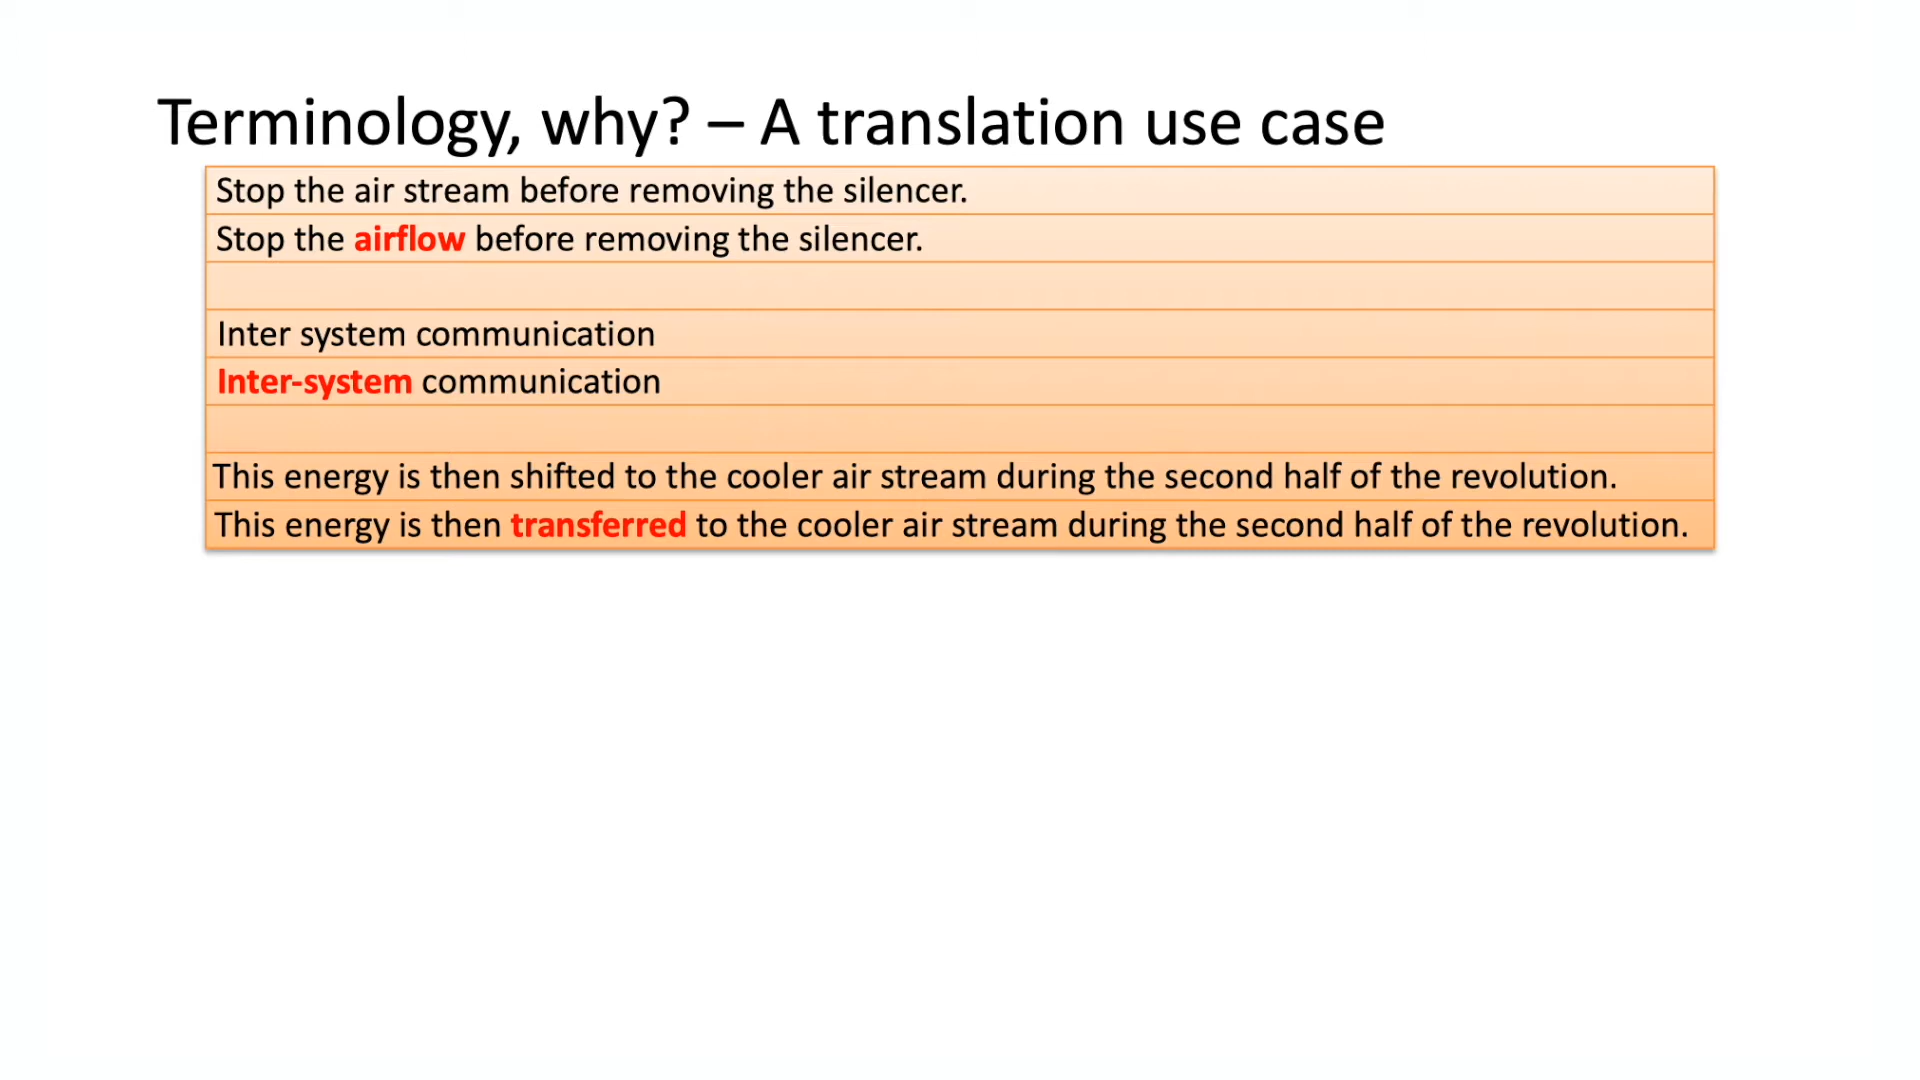 Terminology, why? – A translation use case
Stop the air stream before removing the silencer.
Stop the airflow before removing the silencer.
Inter system communication
Inter-system communication
This energy is then shifted to the cooler air stream during the second half of the revolution.
This energy is then transferred to the cooler air stream during the second half of the revolution.